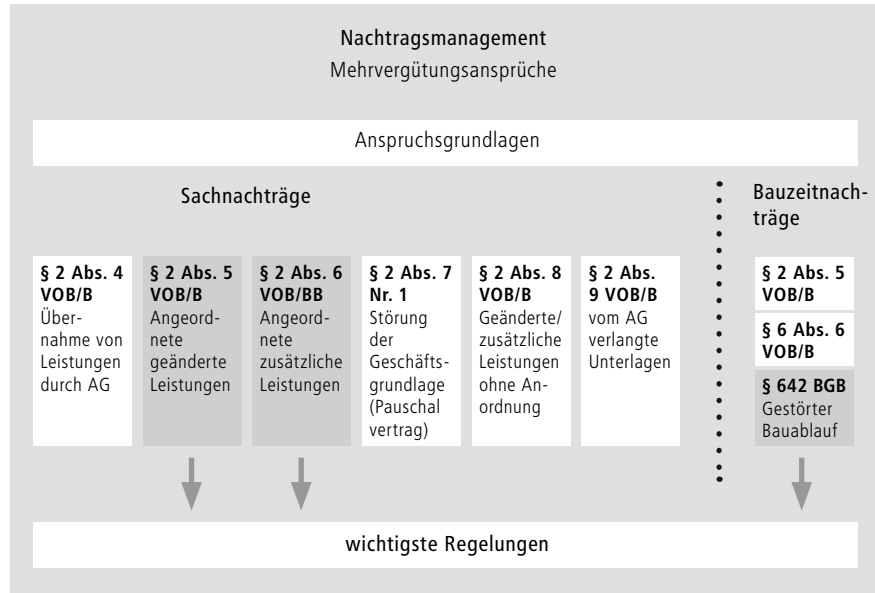 Nachtragsmanagement
Mehrvergütungsansprüche
Anspruchsgrundlagen
Sachnachträge
§ 2 Abs. 4
VOB/B
Über-
nahme von
Leistungen
durch AG
§ 2 Abs. 5
VOB/B
Angeord-
nete
geänderte
Leistungen
§ 2 Abs. 6
VOB/BB
Angeord-
nete
zusätzliche
Leistungen
§ 2 Abs. 7
Nr. 1
Störung
der
Geschäfts-
grundlage
(Pauschal
vertrag)
§ 2 Abs. 8
VOB/B
Geänderte/
zusätzliche
Leistungen
ohne An-
ordnung
§ 2 Abs.
9 VOB/B
vom AG
verlangte
Unterlagen
Bauzeitnach-
träge
§ 2 Abs. 5
VOB/B
§ 6 Abs. 6
VOB/B
§ 642 BGB
Gestörter
Bauablauf
wichtigste Regelungen